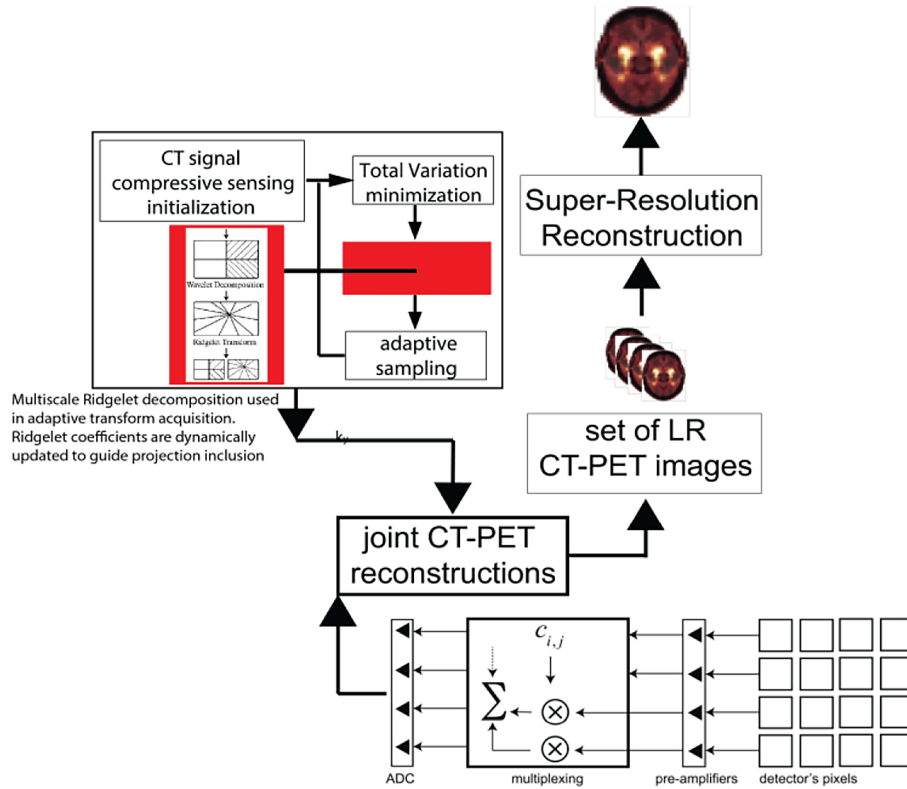 CT signal
compressive sensing
initialization
Total Variation
minimization
Wavelet Decomposition
Ridgelet Transform
adaptive
sampling
Multiscale Ridgelet decomposition used
in adaptive transform acquisition.
Ridgelet coefficients are dynamically
updated to guide projection inclusion
Super-Resolution
Reconstruction
set of LR
CT-PET images
joint CT-PET
reconstructions
C i,j
Σ
ADC
multiplexing
pre-amplifiers
detector's pixels